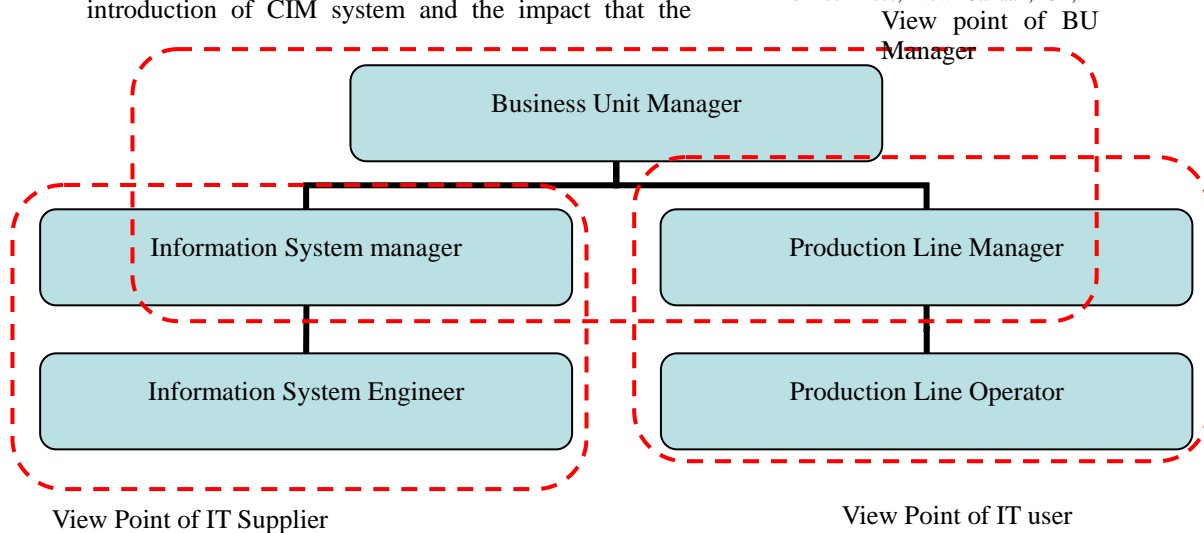 introduction of CIM system and the impact that the
View point of BU
Manager
Business Unit Manager
Information System manager
Production Line Manager
Information System Engineer
Production Line Operator
View Point of IT Supplier
View Point of IT user